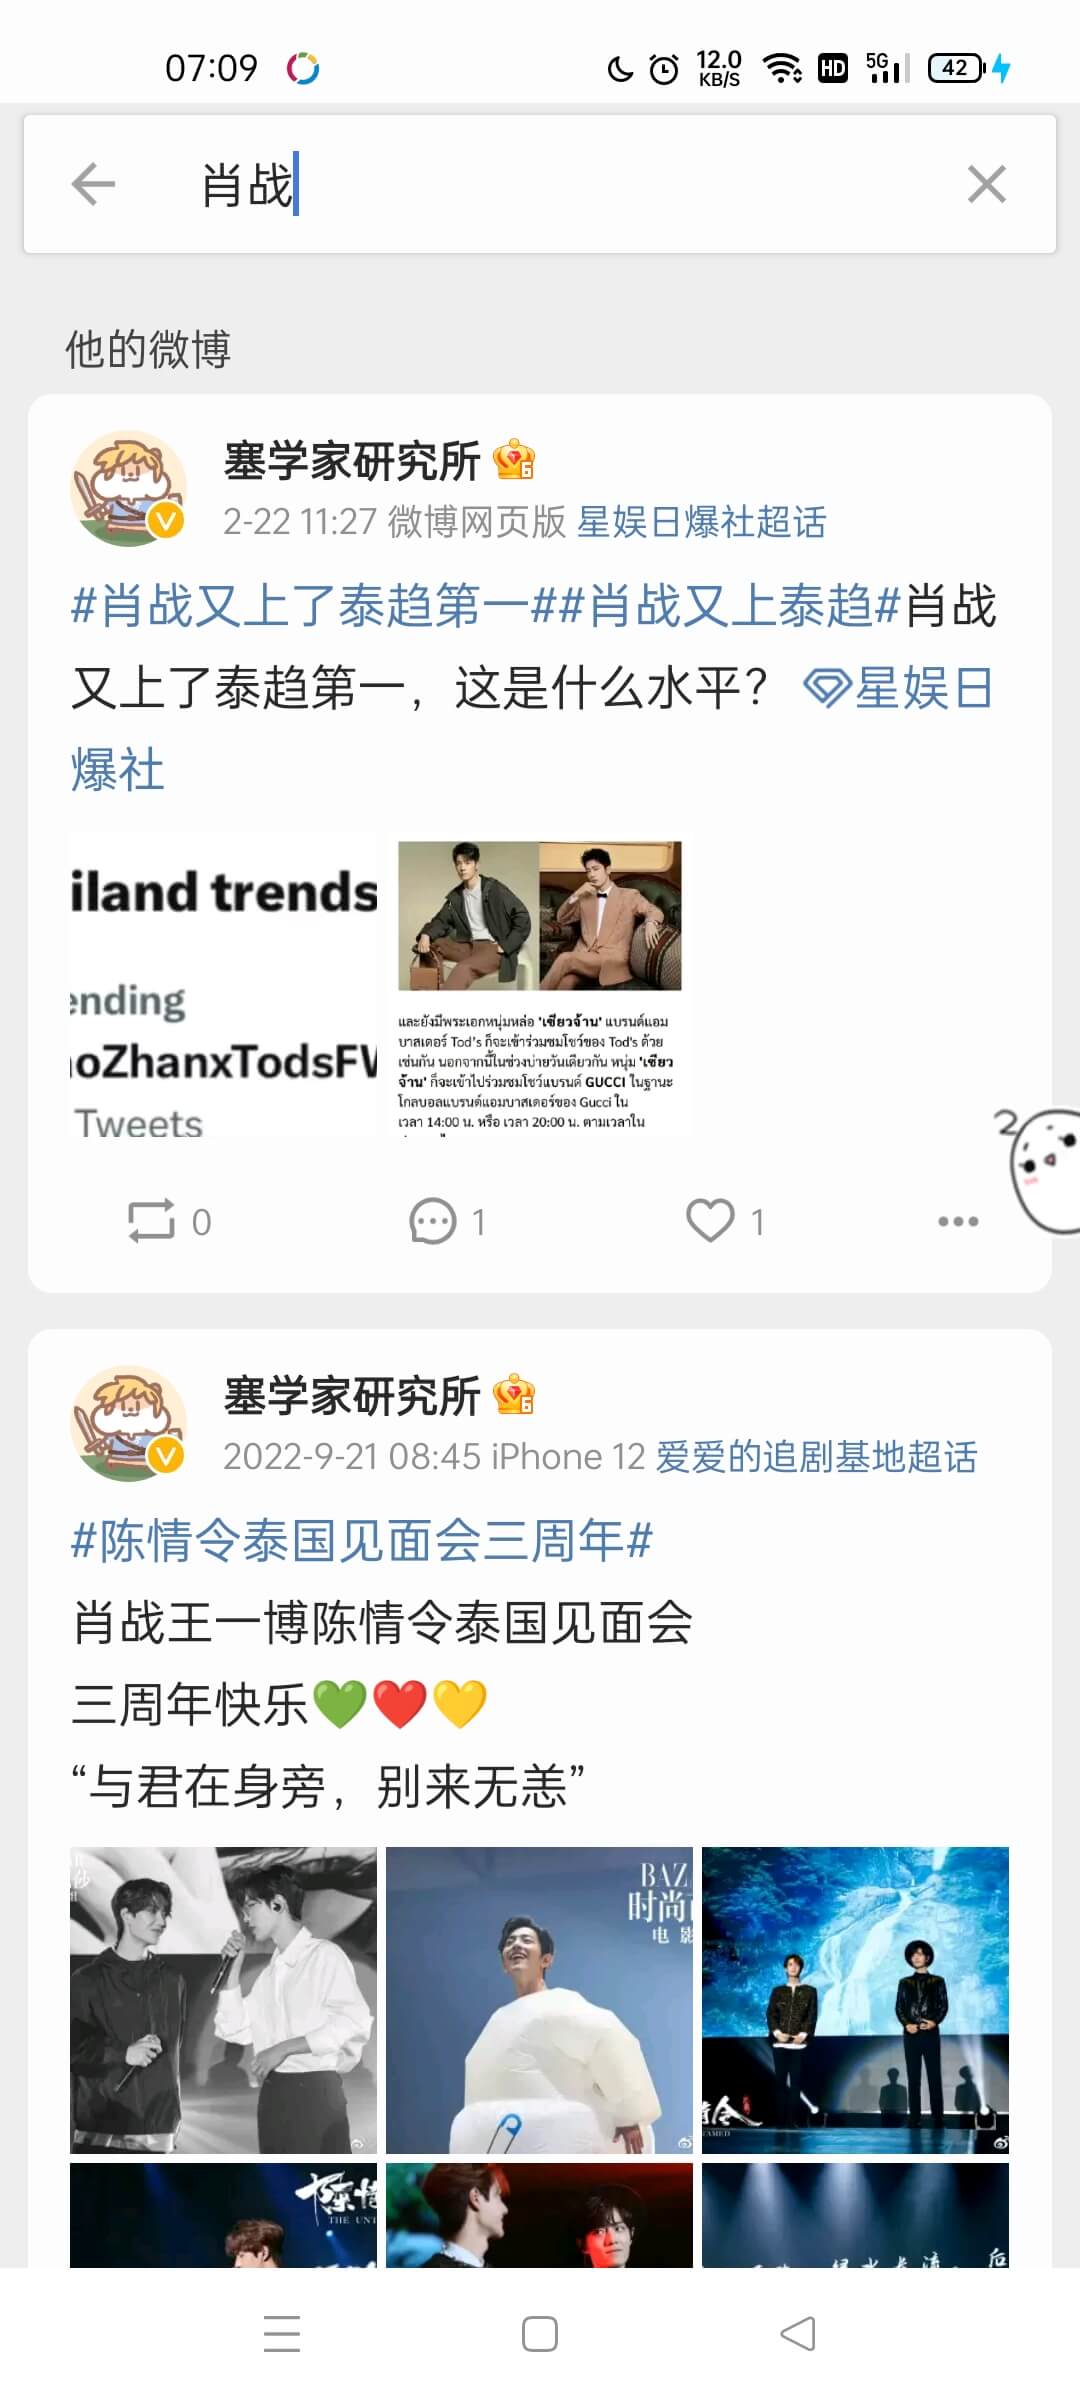 07:09
12.0
KB/S
HD
5G
42
肖战
他的微博
塞学家研究所
6
2-22 11:27 微博网页版 星娱日爆社超话
#肖战又上了泰趋第一##肖战又上泰趋#肖战
又上了泰趋第一，这是什么水平？ 星娱日
爆社
iland trends
ending
oZhanxTodsFW
Tweets
และยังมีพระเอกหนุ่มหล่อ 'เซียวจ้าน' แบรนด์แอม
บาสเดอร์ Tod's ก็จะเข้าร่วมชมโชว์ของ Tod's ด้วย
เช่นกัน นอกจากนี้ในช่วงบ่ายวันเดียวกัน หนุ่ม 'เซียว
จ้าน' ก็จะเข้าไปร่วมชมโชว์แบรนด์ GUCCI ในฐานะ
โกลบอลแบรนด์แอมบาสเดอร์ของ Gucci ใน
เวลา 14:00 น. หรือ เวลา 20:00 น. ตามเวลาใน
0
1
1
塞学家研究所
6
2022-9-21 08:45 iPhone 12 爱爱的追剧基地超话
#陈情令泰国见面会三周年#
肖战王一博陈情令泰国见面会
三周年快乐💚❤️💛
“与君在身旁，别来无恙”
BAZ
时尚
电影
令
TAMED
陈情
THE UNT
后